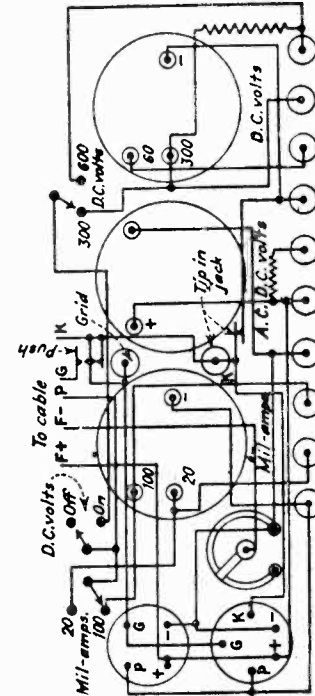 20
100
Mil-amps.
D.C. volts
Off
On
To cable
F+
F-
P
G
K
Push
Grid
300
600
D.C. volts
P
G
-
+
100
20
-
+
60
300
-
G
K
P
+
-
Tip in
jack
K
Mil-amps
A.C.
D.C. volts
D.C. volts